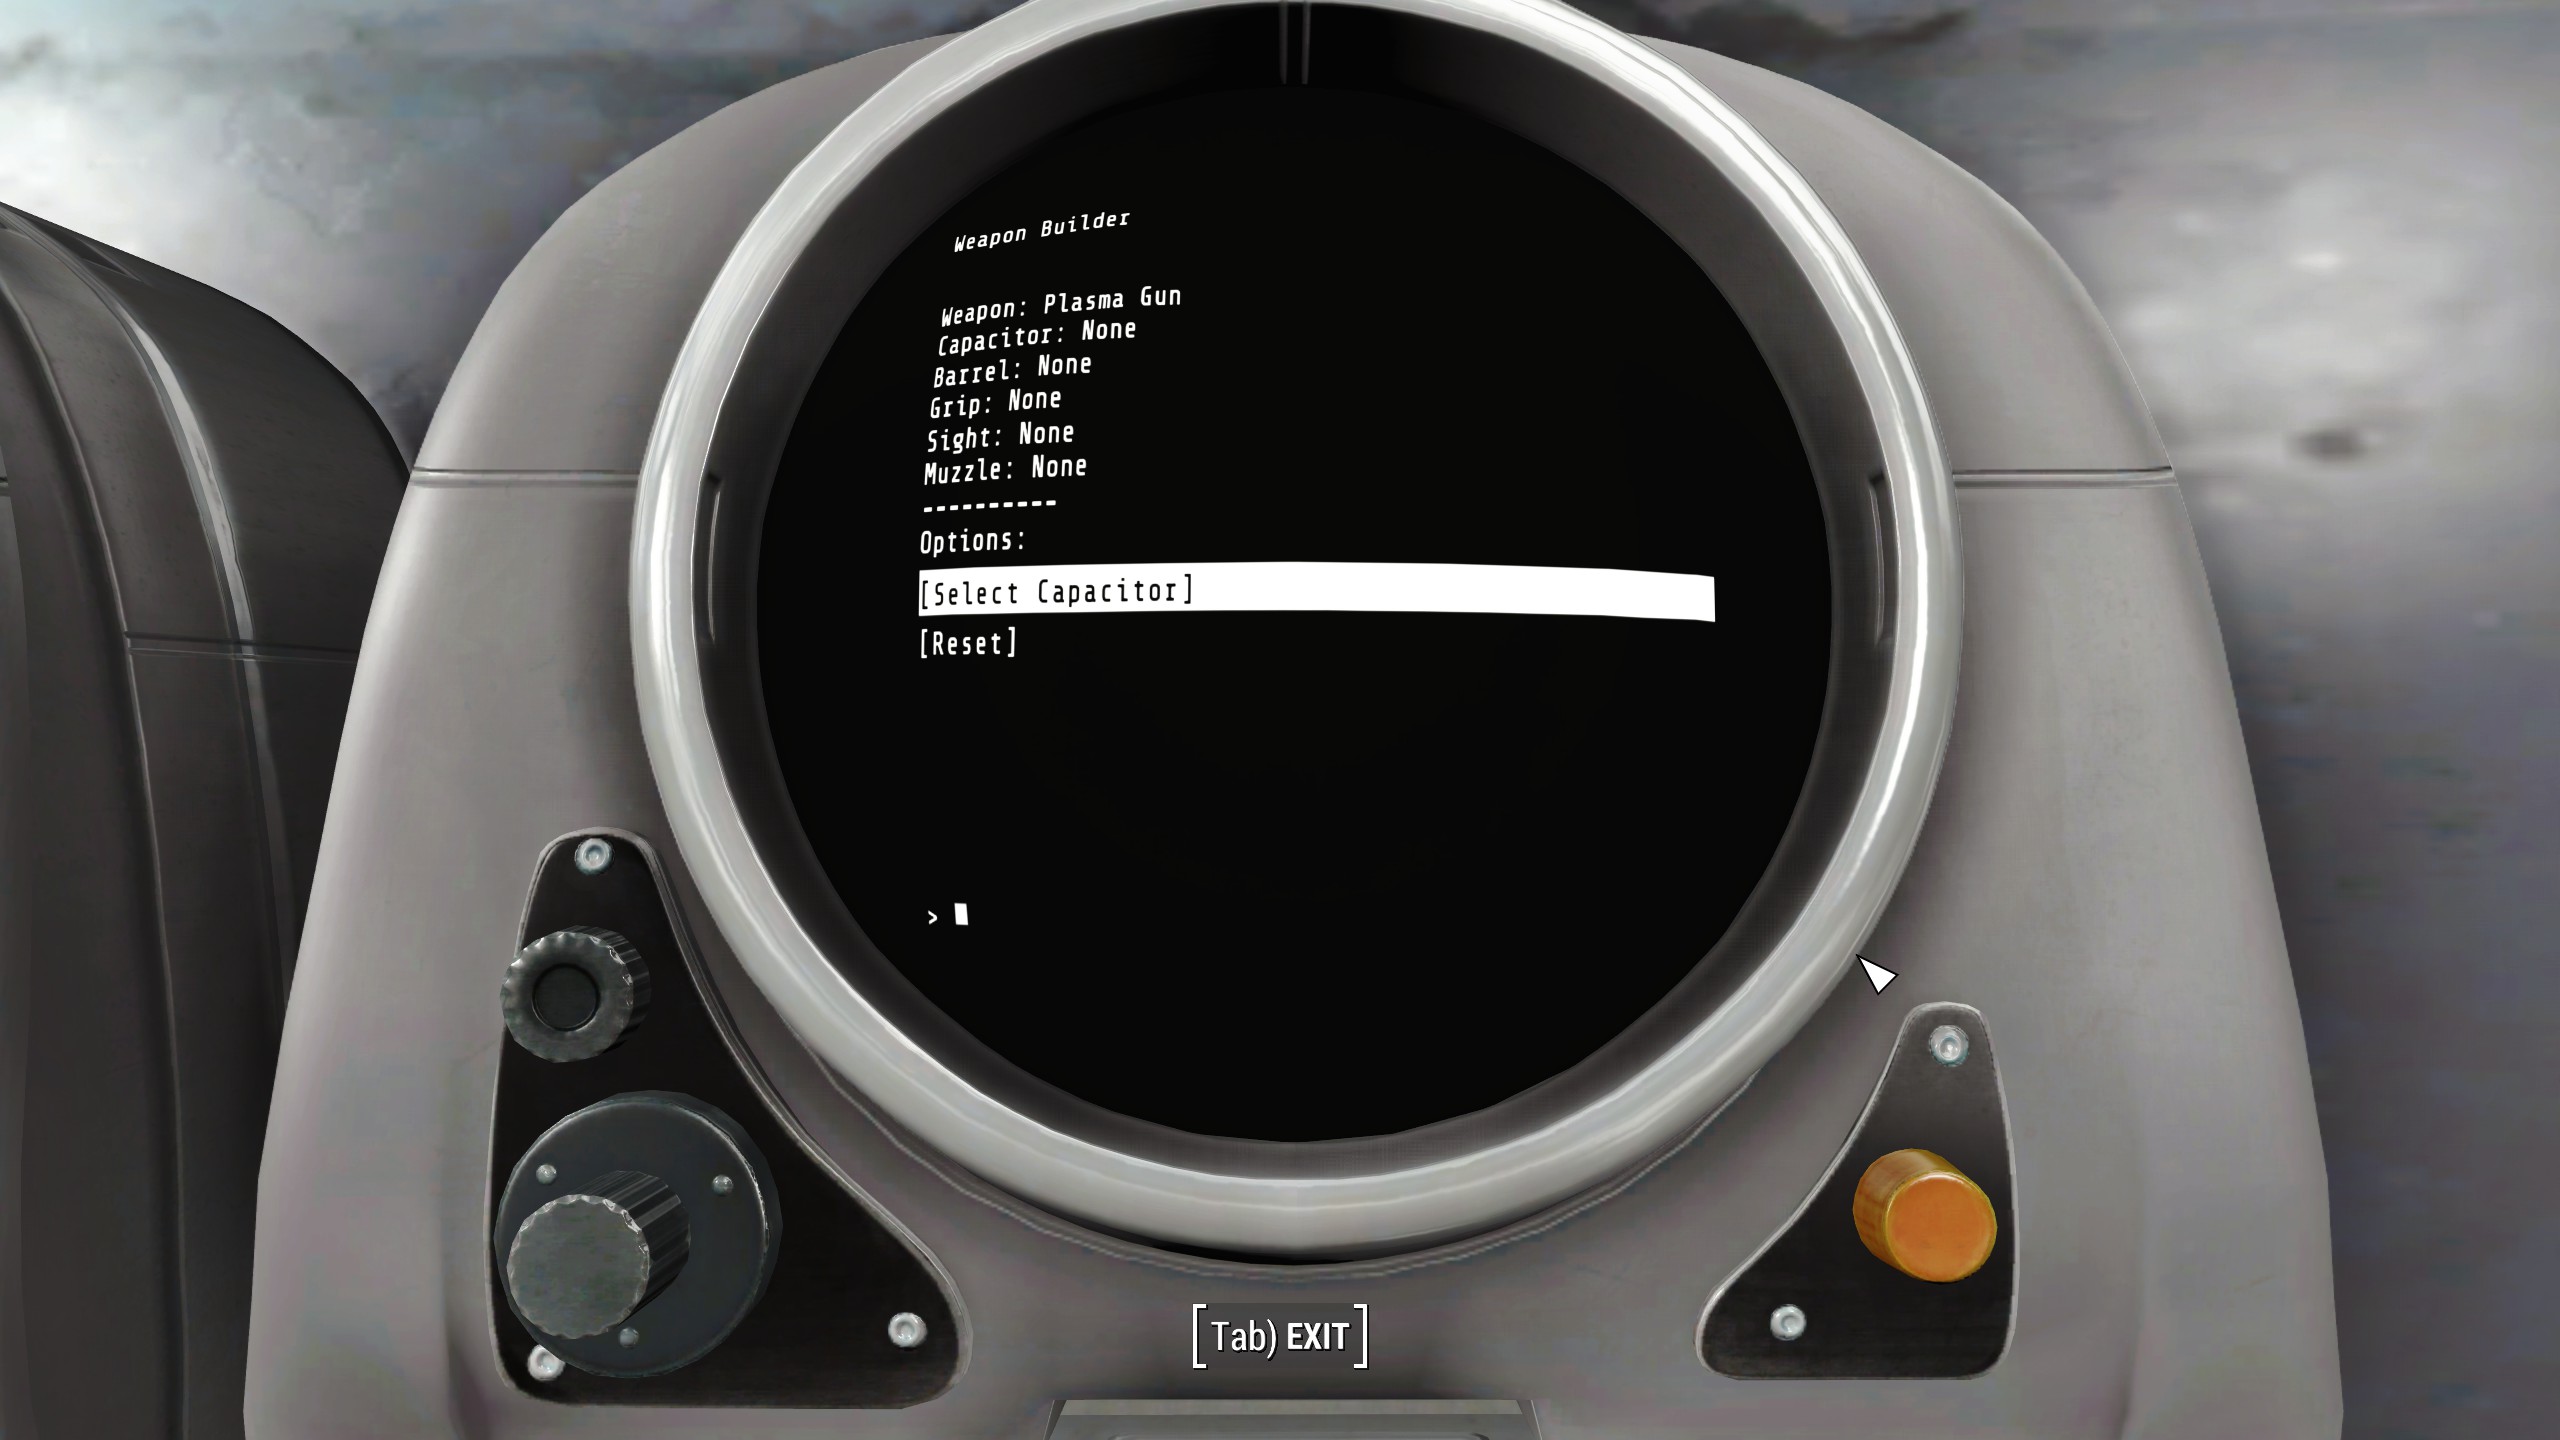 Weapon Builder
Weapon: Plasma Gun
Capacitor: None
Barrel: None
Grip: None
Sight: None
Muzzle: None
----------
Options:
[Select Capacitor]
[Reset]
>
[Tab) EXIT]